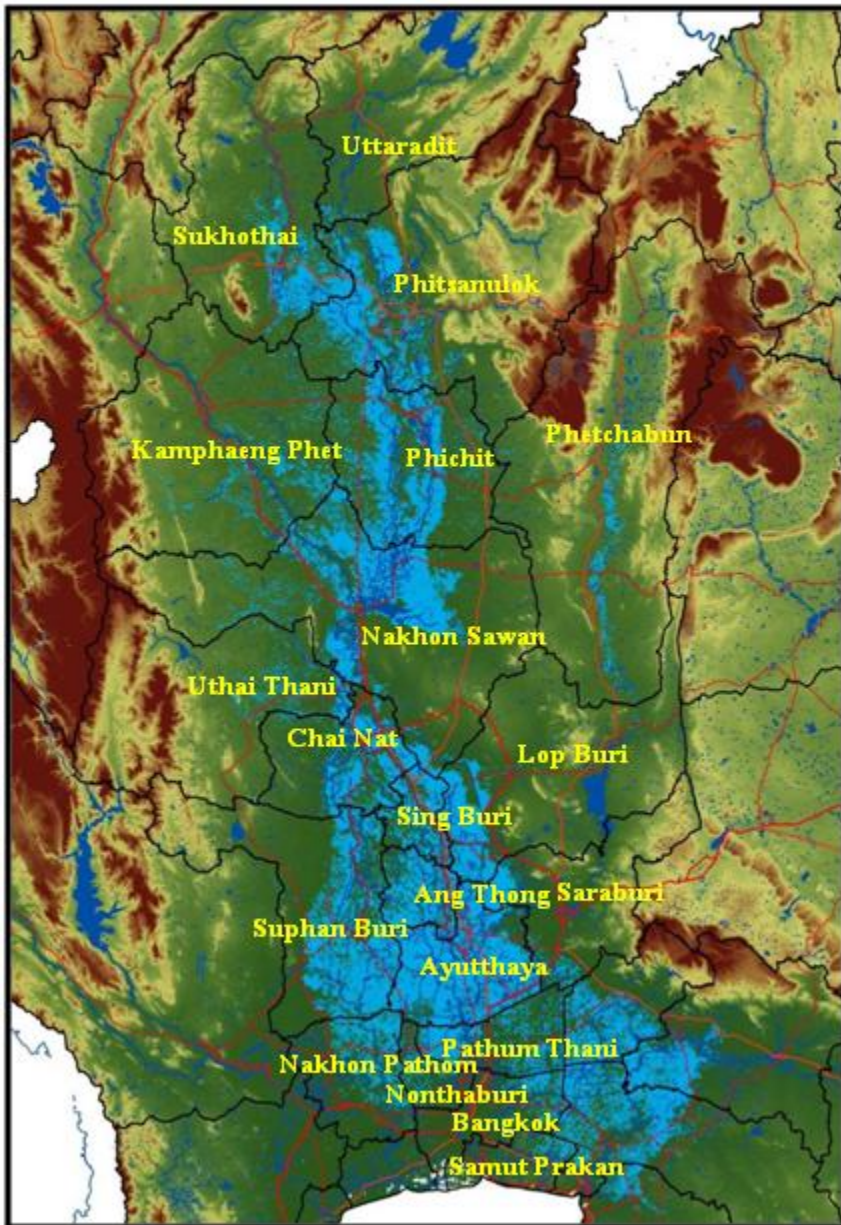 Uttaradit
Sukhothai
Phitsanulok
Kamphaeng Phet
Phichit
Phetchabun
Nakhon Sawan
Uthai Thani
Chai Nat
Lop Buri
Sing Buri
Ang Thong
Saraburi
Suphan Buri
Ayutthaya
Pathum Thani
Nakhon Pathom
Nonthaburi
Bangkok
Samut Prakan